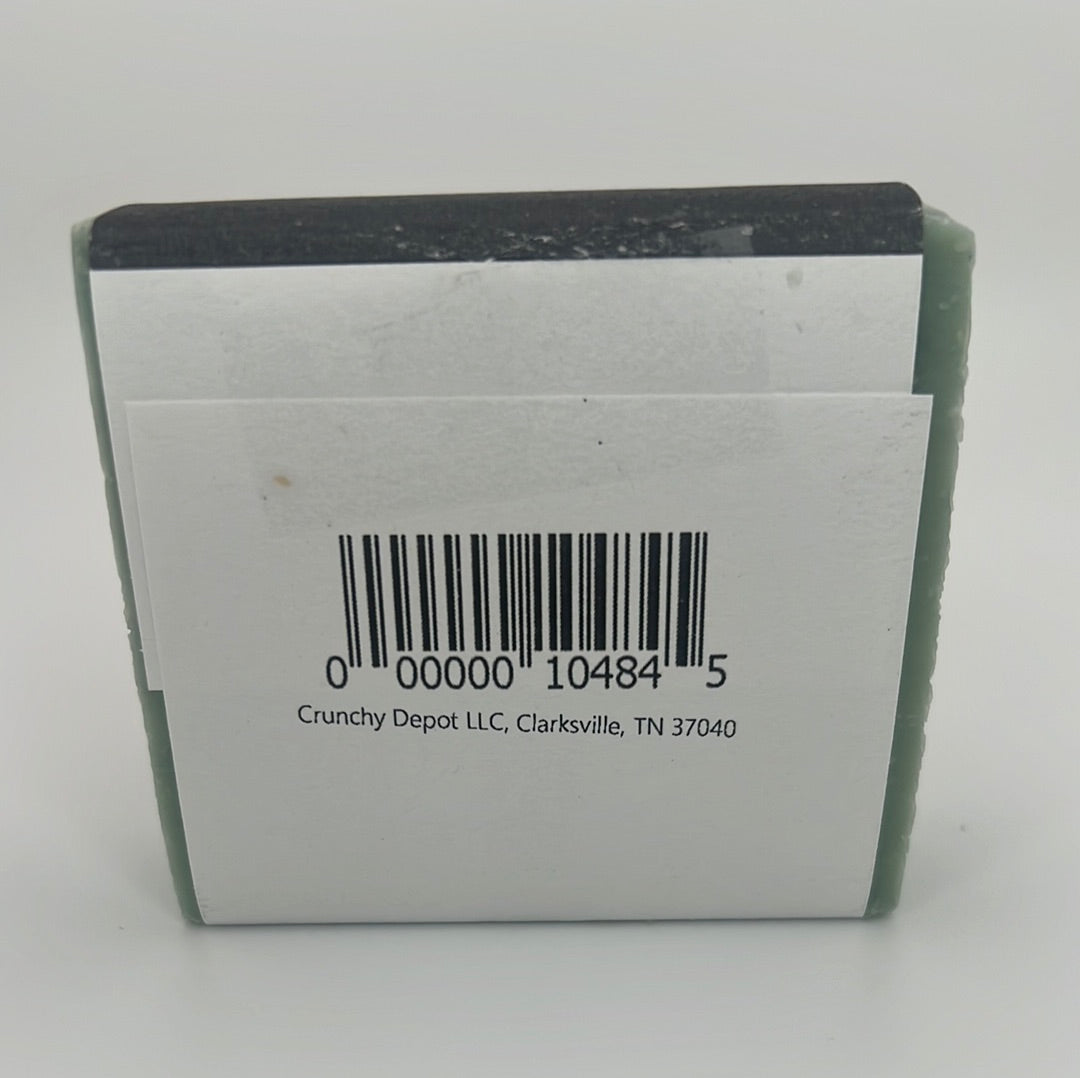 0 00000 10484 5
Crunchy Depot LLC, Clarksville, TN 37040